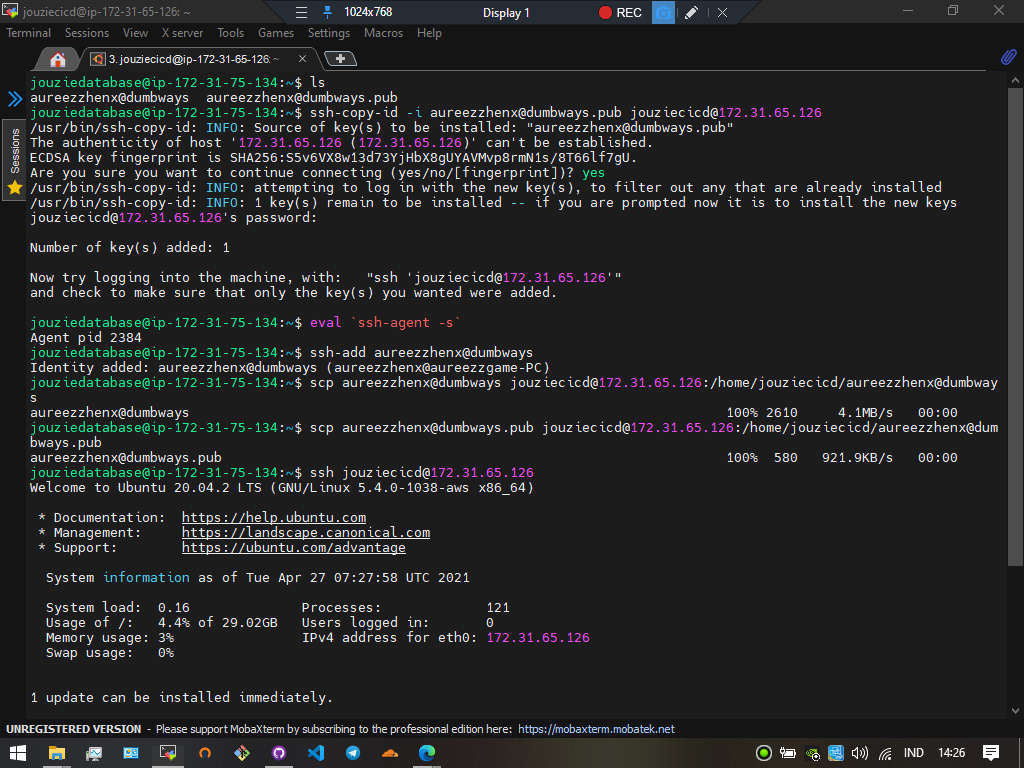 jouziecicd@ip-172-31-65-126: ~
1024x768
Display 1
REC
Terminal Sessions View X server Tools Games Settings Macros Help
3. jouziecicd@ip-172-31-65-126: ~
Sessions
jouziedatabase@ip-172-31-75-134:~$ ls
aureezzhenx@dumbways  aureezzhenx@dumbways.pub
jouziedatabase@ip-172-31-75-134:~$ ssh-copy-id -i aureezzhenx@dumbways.pub jouziecicd@172.31.65.126
/usr/bin/ssh-copy-id: INFO: Source of key(s) to be installed: "aureezzhenx@dumbways.pub"
The authenticity of host '172.31.65.126 (172.31.65.126)' can't be established.
ECDSA key fingerprint is SHA256:S5v6VX8w13d73YjHbX8gUYAVMvp8rmN1s/8T66lf7gU.
Are you sure you want to continue connecting (yes/no/[fingerprint])? yes
/usr/bin/ssh-copy-id: INFO: attempting to log in with the new key(s), to filter out any that are already installed
/usr/bin/ssh-copy-id: INFO: 1 key(s) remain to be installed -- if you are prompted now it is to install the new keys
jouziecicd@172.31.65.126's password:
Number of key(s) added: 1
Now try logging into the machine, with:   "ssh 'jouziecicd@172.31.65.126'"
and check to make sure that only the key(s) you wanted were added.
jouziedatabase@ip-172-31-75-134:~$ eval `ssh-agent -s`
Agent pid 2384
jouziedatabase@ip-172-31-75-134:~$ ssh-add aureezzhenx@dumbways
Identity added: aureezzhenx@dumbways (aureezzhenx@aureezzgame-PC)
jouziedatabase@ip-172-31-75-134:~$ scp aureezzhenx@dumbways jouziecicd@172.31.65.126:/home/jouziecicd/aureezzhenx@dumbway
s
aureezzhenx@dumbways 100% 2610 4.1MB/s 00:00
jouziedatabase@ip-172-31-75-134:~$ scp aureezzhenx@dumbways.pub jouziecicd@172.31.65.126:/home/jouziecicd/aureezzhenx@dum
bways.pub
aureezzhenx@dumbways.pub 100% 580 921.9KB/s 00:00
jouziedatabase@ip-172-31-75-134:~$ ssh jouziecicd@172.31.65.126
Welcome to Ubuntu 20.04.2 LTS (GNU/Linux 5.4.0-1038-aws x86_64)
* Documentation:  https://help.ubuntu.com
* Management:     https://landscape.canonical.com
* Support:        https://ubuntu.com/advantage
System information as of Tue Apr 27 07:27:58 UTC 2021
System load:  0.16 Processes: 121
Usage of /:   4.4% of 29.02GB Users logged in: 0
Memory usage: 3% IPv4 address for eth0: 172.31.65.126
Swap usage:   0%
1 update can be installed immediately.
UNREGISTERED VERSION - Please support MobaXterm by subscribing to the professional edition here: https://mobaxterm.mobatek.net
IND 14:26